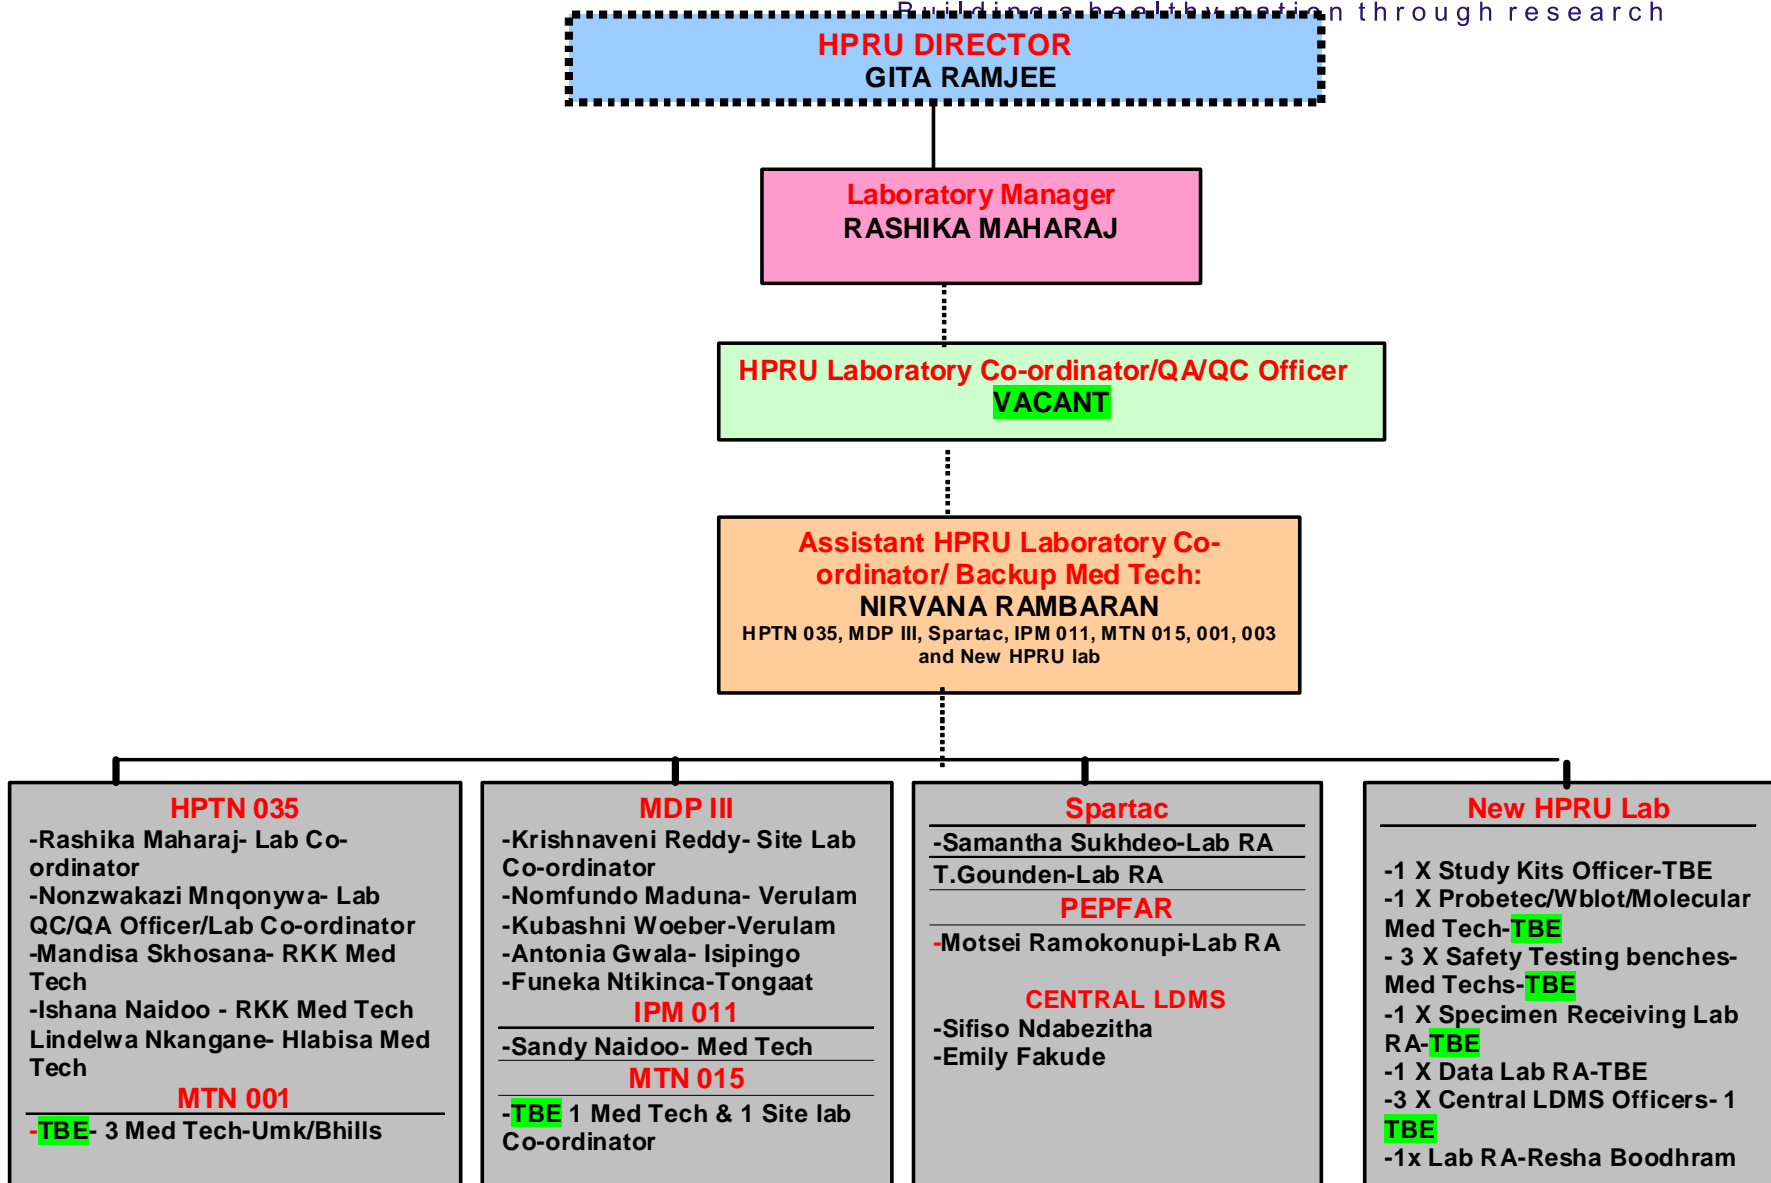 Building a healthy nation through research
HPRU DIRECTOR
GITA RAMJEE
Laboratory Manager
RASHIKA MAHARAJ
HPRU Laboratory Co-ordinator/QA/QC Officer
VACANT
Assistant HPRU Laboratory Co-
ordinator/ Backup Med Tech:
NIRVANA RAMBARAN
HPTN 035, MDP III, Spartac, IPM 011, MTN 015, 001, 003
and New HPRU lab
HPTN 035
-Rashika Maharaj- Lab Co-
ordinator
-Nonzwakazi Mnqonywa- Lab
QC/QA Officer/Lab Co-ordinator
-Mandisa Skhosana- RKK Med
Tech
-Ishana Naidoo - RKK Med Tech
Lindelwa Nkangane- Hlabisa Med
Tech
MTN 001
-TBE- 3 Med Tech-Umk/Bhills
MDP III
-Krishnaveni Reddy- Site Lab
Co-ordinator
-Nomfundo Maduna- Verulam
-Kubashni Woeber-Verulam
-Antonia Gwala- Isipingo
-Funeka Ntikinca-Tongaat
IPM 011
-Sandy Naidoo- Med Tech
MTN 015
-TBE 1 Med Tech & 1 Site lab
Co-ordinator
Spartac
-Samantha Sukhdeo-Lab RA
T.Gounden-Lab RA
PEPFAR
-Motsei Ramokonupi-Lab RA
CENTRAL LDMS
-Sifiso Ndabezitha
-Emily Fakude
New HPRU Lab
-1 X Study Kits Officer-TBE
-1 X Probetec/Wblot/Molecular
Med Tech-TBE
- 3 X Safety Testing benches-
Med Techs-TBE
-1 X Specimen Receiving Lab
RA-TBE
-1 X Data Lab RA-TBE
-3 X Central LDMS Officers- 1
TBE
-1x Lab RA-Resha Boodhram